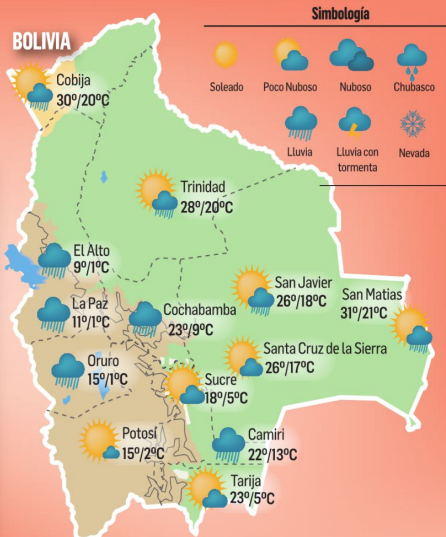 Simbología
BOLIVIA
Soleado
Poco Nuboso
Nuboso
Chubasco
Lluvia
Lluvia con
tormenta
Nevada
Cobija
30º/20ºC
Trinidad
28º/20ºC
El Alto
9º/1ºC
San Javier
26º/18ºC
San Matias
31º/21ºC
La Paz
11º/1ºC
Cochabamba
23º/9ºC
Santa Cruz de la Sierra
26º/17ºC
Oruro
15º/1ºC
Sucre
18º/5ºC
Potosí
15º/2ºC
Camiri
22º/13ºC
Tarija
23º/5ºC